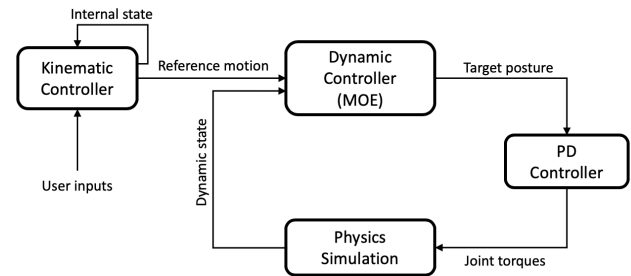 Internal state
Kinematic
Controller
Reference motion
Dynamic
Controller
(MOE)
Target posture
User inputs
Dynamic state
PD
Controller
Physics
Simulation
Joint torques